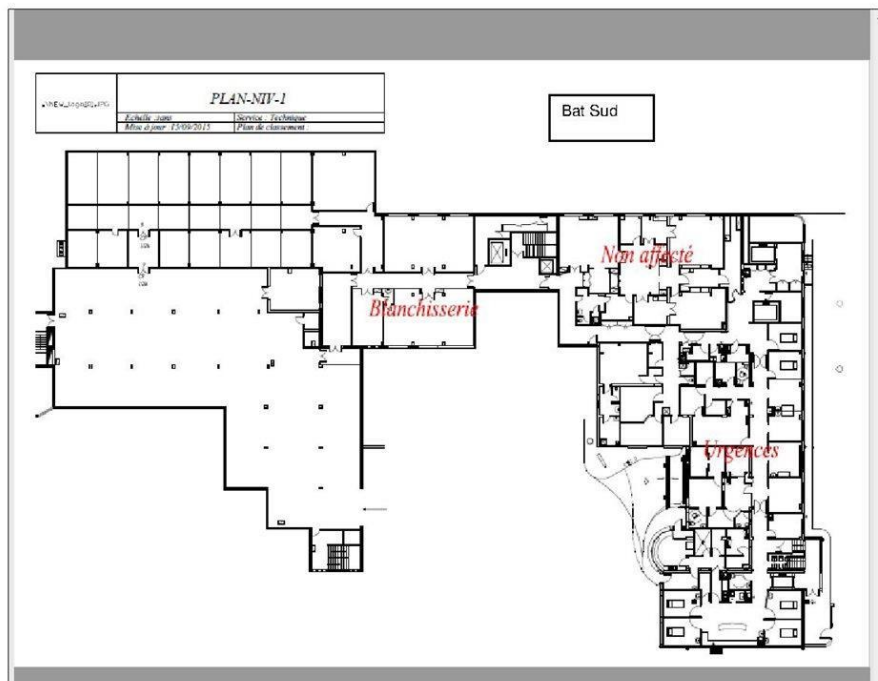 PLAN-NIV-1
Echelle :sans
Service : Technique
Mise à jour :15/09/2015
Plan de classement :
Bat Sud
Non affecté
Blanchisserie
Urgences